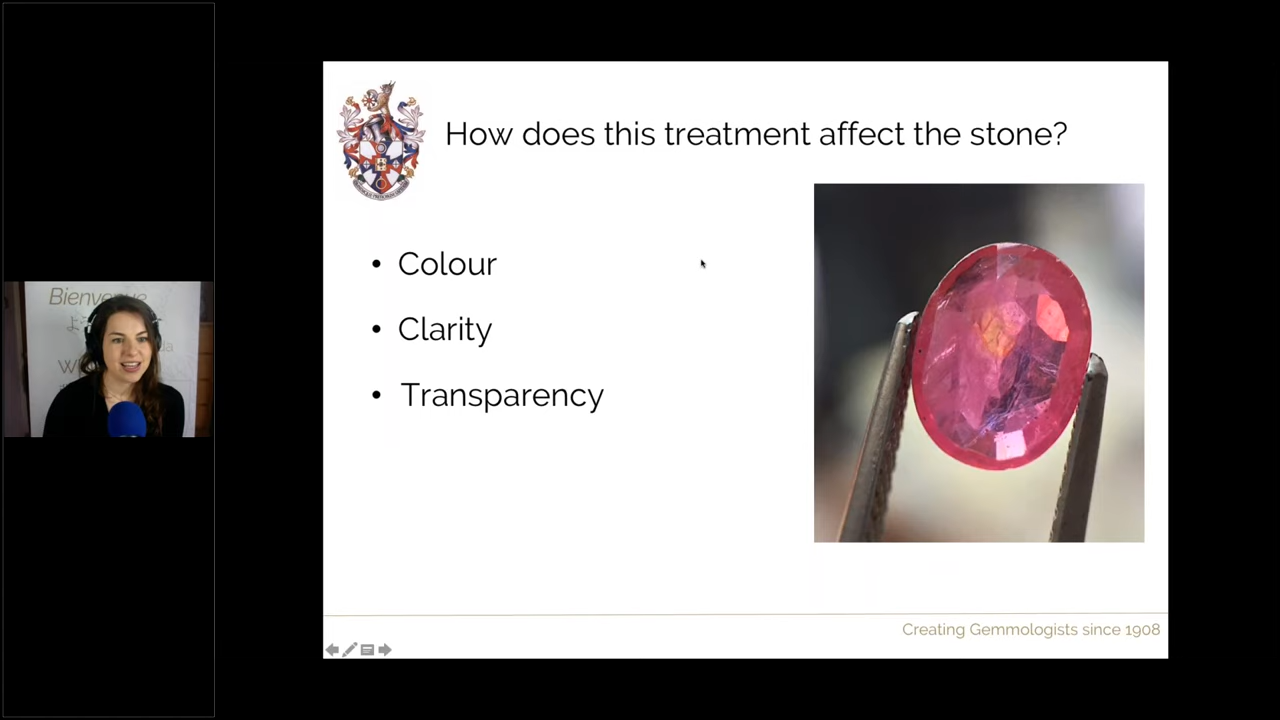 Bienvenue
How does this treatment affect the stone?
• Colour
• Clarity
• Transparency
Creating Gemmologists since 1908